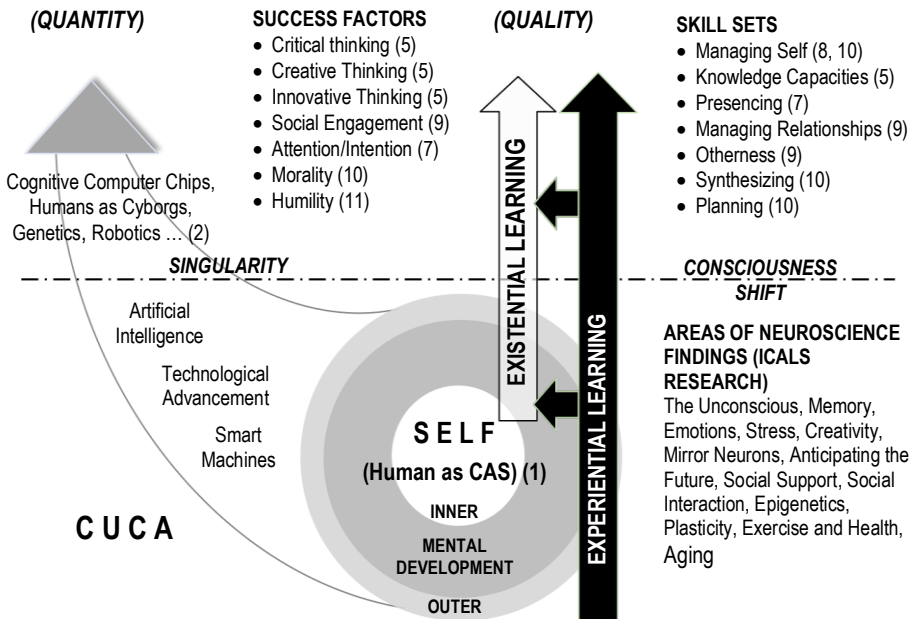 (QUANTITY)
SUCCESS FACTORS
• Critical thinking (5)
• Creative Thinking (5)
• Innovative Thinking (5)
• Social Engagement (9)
• Attention/Intention (7)
• Morality (10)
• Humility (11)
(QUALITY)
SKILL SETS
• Managing Self (8, 10)
• Knowledge Capacities (5)
• Presencing (7)
• Managing Relationships (9)
• Otherness (9)
• Synthesizing (10)
• Planning (10)
Cognitive Computer Chips,
Humans as Cyborgs,
Genetics, Robotics … (2)
SINGULARITY
CONSCIOUSNESS
SHIFT
Artificial
Intelligence
Technological
Advancement
Smart
Machines
CUCA
SELF
(Human as CAS) (1)
INNER
MENTAL
DEVELOPMENT
OUTER
EXISTENTIAL LEARNING
EXPERIENTIAL LEARNING
AREAS OF NEUROSCIENCE
FINDINGS (ICALS
RESEARCH)
The Unconscious, Memory,
Emotions, Stress, Creativity,
Mirror Neurons, Anticipating the
Future, Social Support, Social
Interaction, Epigenetics,
Plasticity, Exercise and Health,
Aging